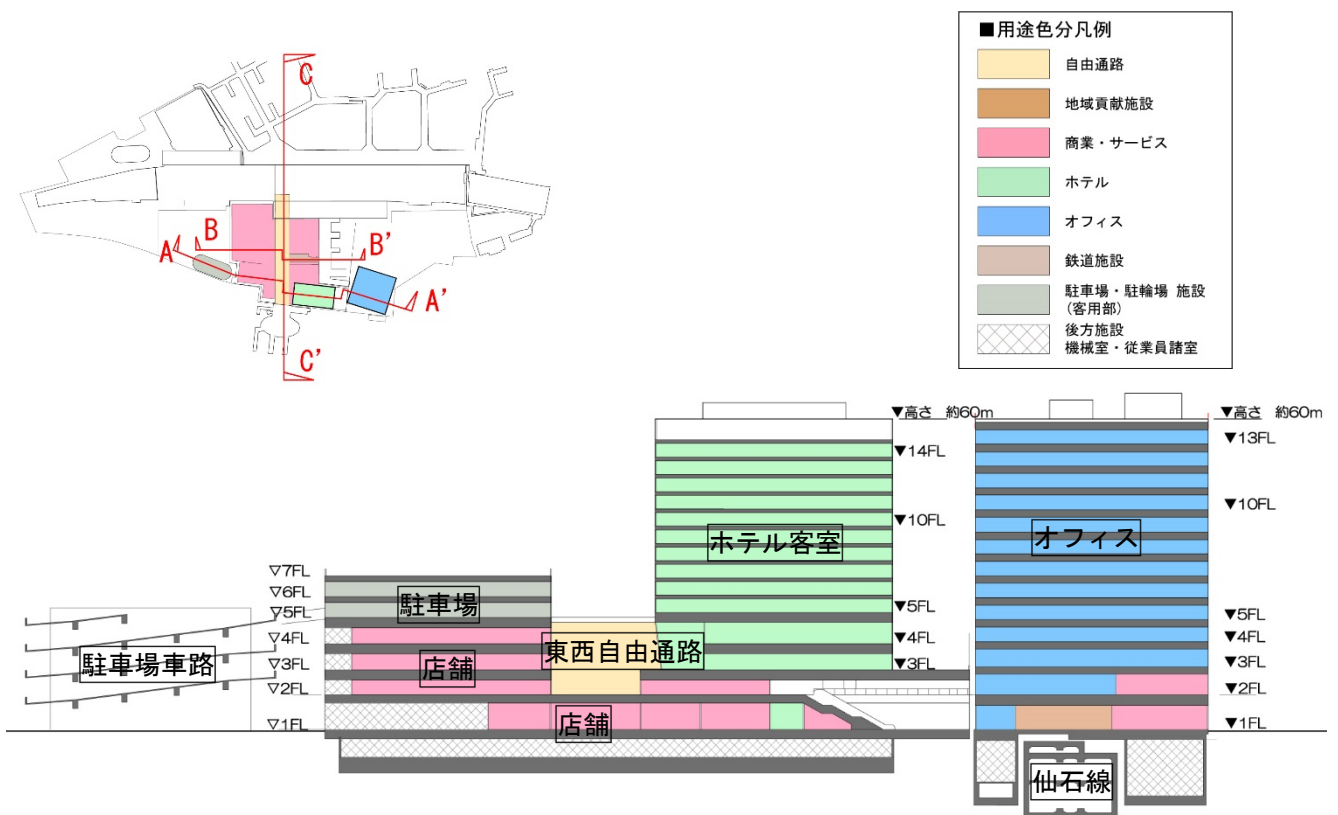 ■用途色分凡例
自由通路
地域貢献施設
商業・サービス
ホテル
オフィス
鉄道施設
駐車場・駐輪場 施設
(客用部)
後方施設
機械室・従業員諸室
C
B
A
B'
A'
C'
▼高さ 約60m
▼14FL
▼10FL
ホテル客室
▼5FL
▼4FL
▼3FL
▽7FL
▽6FL
▽5FL
▽4FL
▽3FL
▽2FL
▽1FL
駐車場
駐車場車路
店舗
東西自由通路
店舗
▼高さ 約60m
▼13FL
▼10FL
オフィス
▼5FL
▼4FL
▼3FL
▼2FL
▼1FL
仙石線